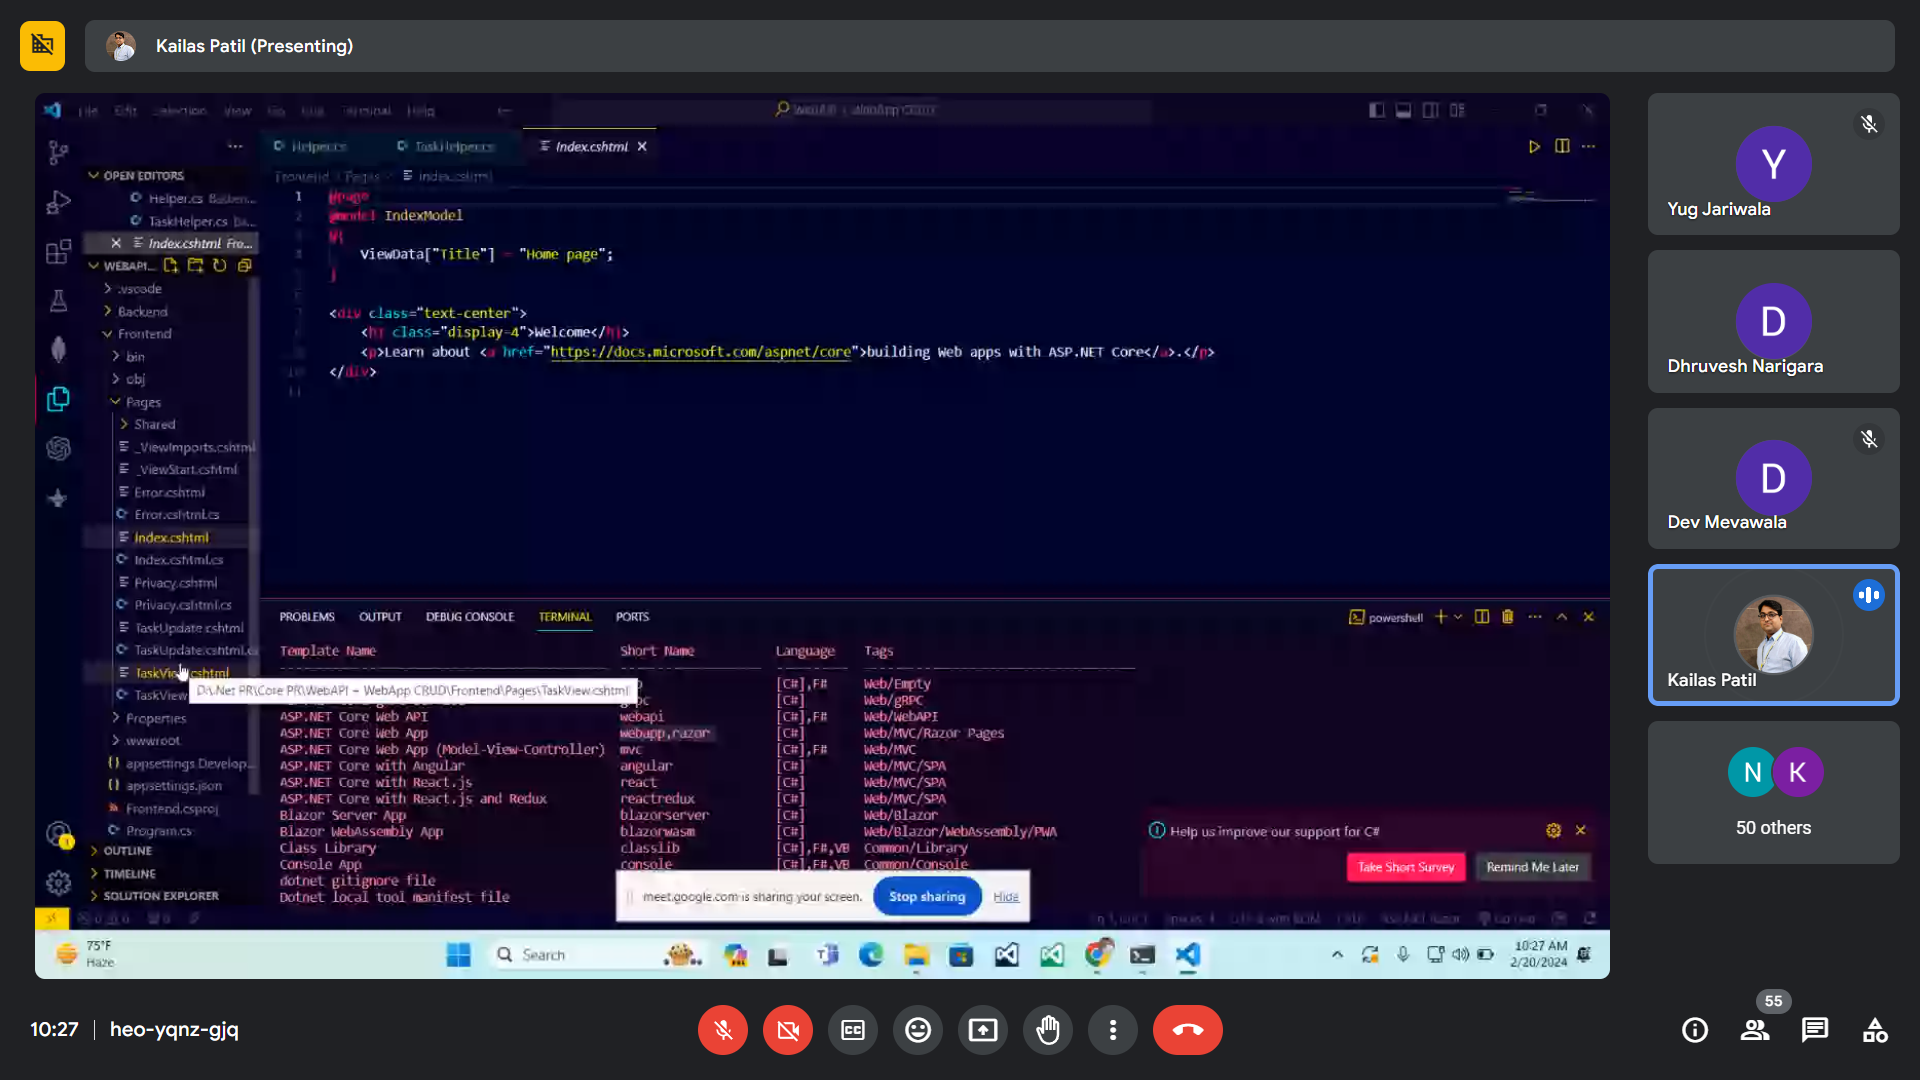 Kailas Patil (Presenting)
File Edit Selection View Go Run Terminal Help
Helper.cs TaskHelper.cs Index.cshtml
Frontend Pages Index.cshtml
OPEN EDITORS
Helper.cs Backen...
TaskHelper.cs Ba...
Index.cshtml Fro...
WEBAPI...
.vscode
Backend
Frontend
bin
obj
Pages
Shared
_ViewImports.cshtml
_ViewStart.cshtml
Error.cshtml
Error.cshtml.cs
Index.cshtml
Index.cshtml.cs
Privacy.cshtml
Privacy.cshtml.cs
TaskUpdate.cshtml
TaskUpdate.cshtml.cs
TaskView.cshtml
TaskView
D:\.Net PR\Core PR\WebAPI - WebApp CRUD\Frontend\Pages\TaskView.cshtml
Properties
wwwroot
appsettings.Develop...
appsettings.json
Frontend.csproj
Program.cs
OUTLINE
TIMELINE
SOLUTION EXPLORER
1 @page
2 @model IndexModel
@{
ViewData["Title"] = "Home page";
}
<div class="text-center">
<h1 class="display-4">Welcome</h1>
<p>Learn about <a href="https://docs.microsoft.com/aspnet/core">building Web apps with ASP.NET Core</a>.</p>
10 </div>
11
PROBLEMS OUTPUT DEBUG CONSOLE TERMINAL PORTS
powershell
Template Name Short Name Language Tags
[C#],F# Web/Empty
grpc [C#] Web/gRPC
ASP.NET Core Web API webapi [C#],F# Web/WebAPI
ASP.NET Core Web App webapp,razor [C#] Web/MVC/Razor Pages
ASP.NET Core Web App (Model-View-Controller) mvc [C#],F# Web/MVC
ASP.NET Core with Angular angular [C#] Web/MVC/SPA
ASP.NET Core with React.js react [C#] Web/MVC/SPA
ASP.NET Core with React.js and Redux reactredux [C#] Web/MVC/SPA
Blazor Server App blazorserver [C#] Web/Blazor
Blazor WebAssembly App blazorwasm [C#] Web/Blazor/WebAssembly/PWA
Class Library classlib [C#],F#,VB Common/Library
Console App console [C#],F#,VB Common/Console
dotnet gitignore file
Dotnet local tool manifest file
Help us improve our support for C#
Take Short Survey Remind Me Later
meet.google.com is sharing your screen. Stop sharing Hide
75°F
Haze
Search
10:27 AM
2/20/2024
Y
Yug Jariwala
D
Dhruvesh Narigara
D
Dev Mevawala
Kailas Patil
N K
50 others
10:27 | heo-yqnz-gjq
55